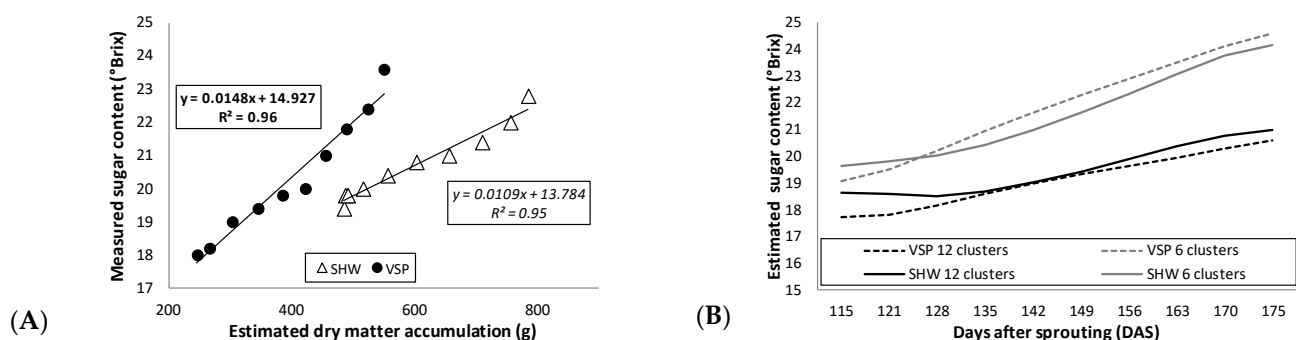 (A)
Measured sugar content (°Brix)
25
24
23
22
21
20
19
18
17
y = 0.0148x + 14.927
R² = 0.96
y = 0.0109x + 13.784
R² = 0.95
SHW VSP
200 400 600 800
Estimated dry matter accumulation (g)
(B)
Estimated sugar content (°Brix)
25
24
23
22
21
20
19
18
17
16
15
VSP 12 clusters VSP 6 clusters
SHW 12 clusters SHW 6 clusters
115 121 128 135 142 149 156 163 170 175
Days after sprouting (DAS)